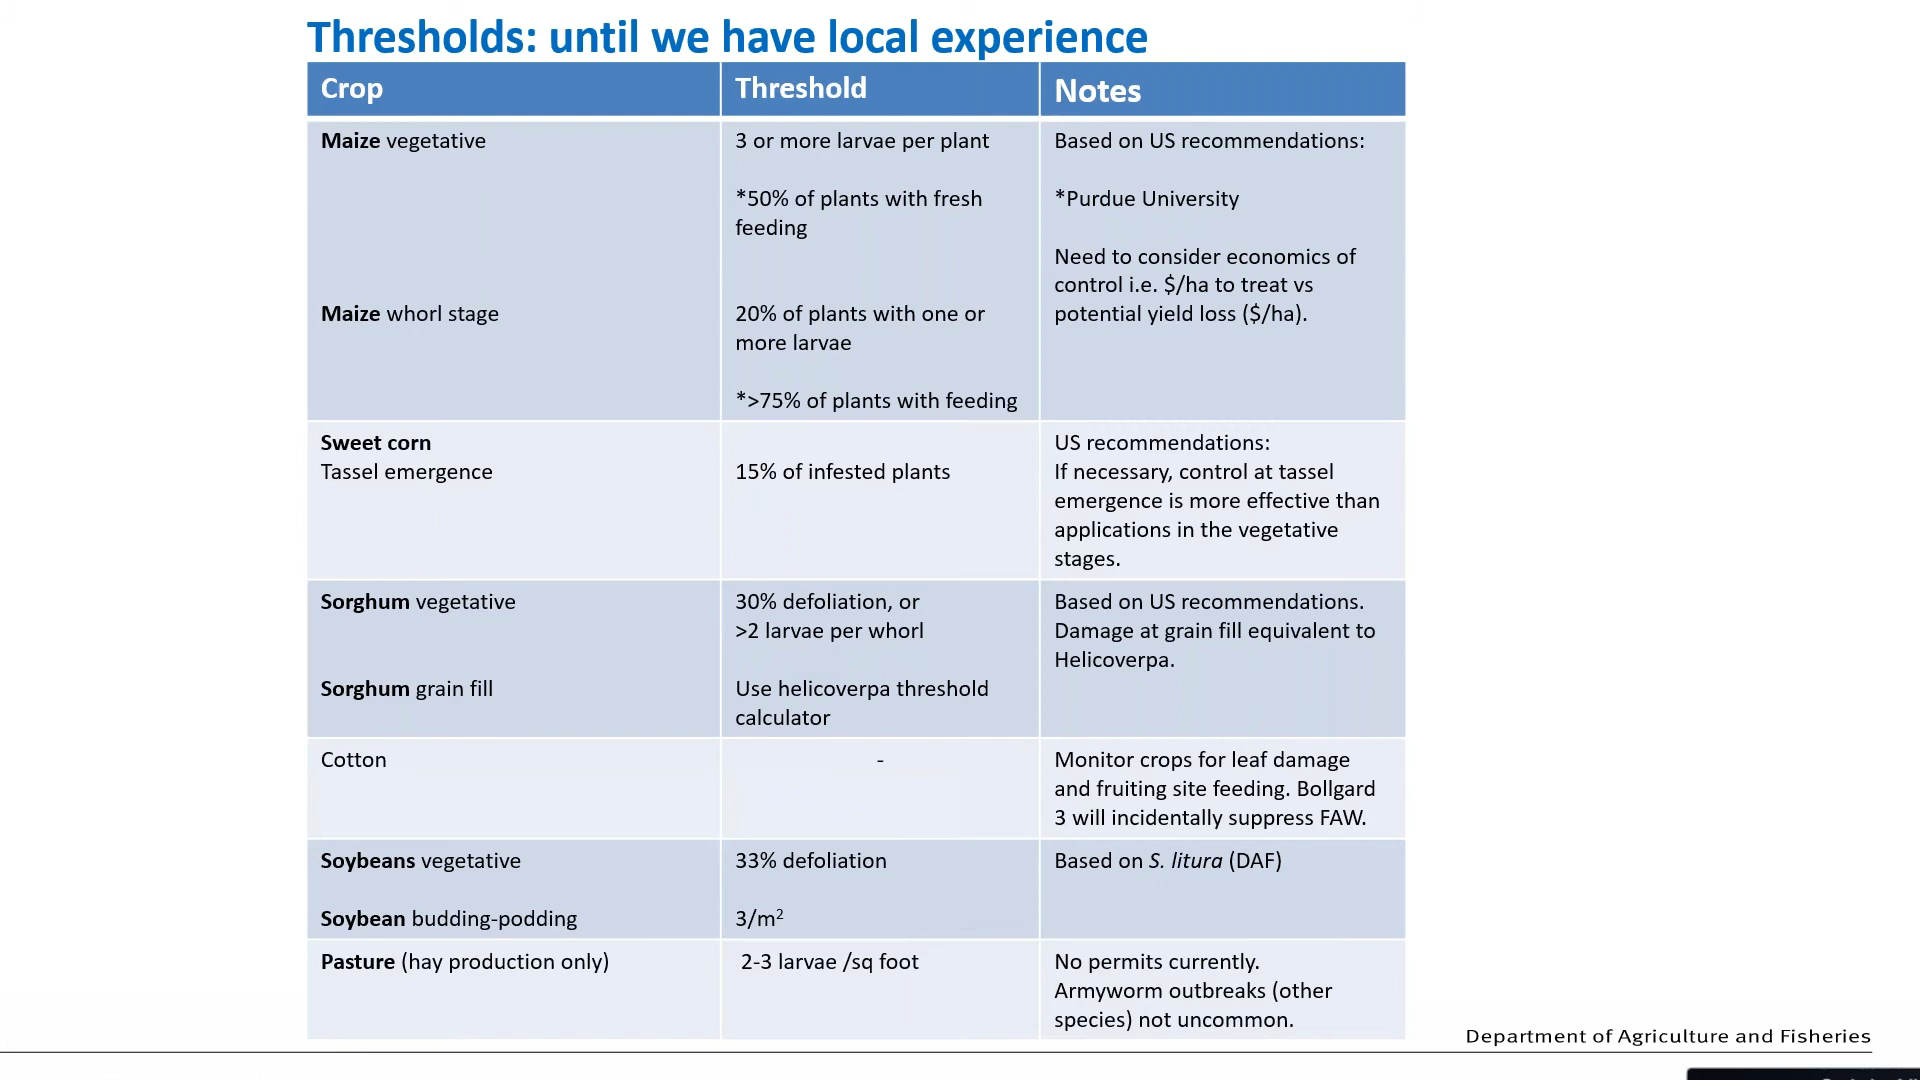 Thresholds: until we have local experience
Crop
Threshold
Notes
Maize vegetative
3 or more larvae per plant
*50% of plants with fresh
feeding
Based on US recommendations:
*Purdue University
Need to consider economics of
control i.e. $/ha to treat vs
potential yield loss ($/ha).
Maize whorl stage
20% of plants with one or
more larvae
*>75% of plants with feeding
Sweet corn
Tassel emergence
15% of infested plants
US recommendations:
If necessary, control at tassel
emergence is more effective than
applications in the vegetative
stages.
Sorghum vegetative
30% defoliation, or
>2 larvae per whorl
Based on US recommendations.
Damage at grain fill equivalent to
Helicoverpa.
Sorghum grain fill
Use helicoverpa threshold
calculator
Cotton
-
Monitor crops for leaf damage
and fruiting site feeding. Bollgard
3 will incidentally suppress FAW.
Soybeans vegetative
33% defoliation
Based on S. litura (DAF)
Soybean budding-podding
3/m²
Pasture (hay production only)
2-3 larvae /sq foot
No permits currently.
Armyworm outbreaks (other
species) not uncommon.
Department of Agriculture and Fisheries